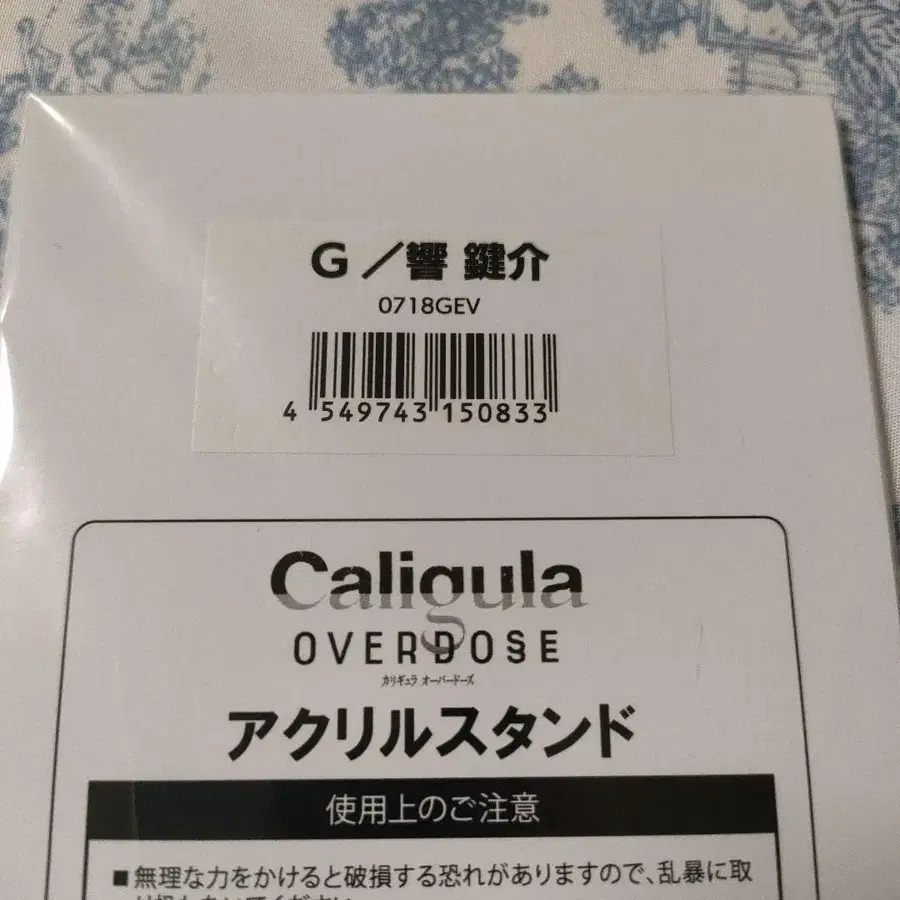 G／響 鍵介
0718GEV
4 549743 150833
Caligula
OVERDOSE
カリギュラ オーバードーズ
アクリルスタンド
使用上のご注意
■無理な力をかけると破損する恐れがありますので、乱暴に取